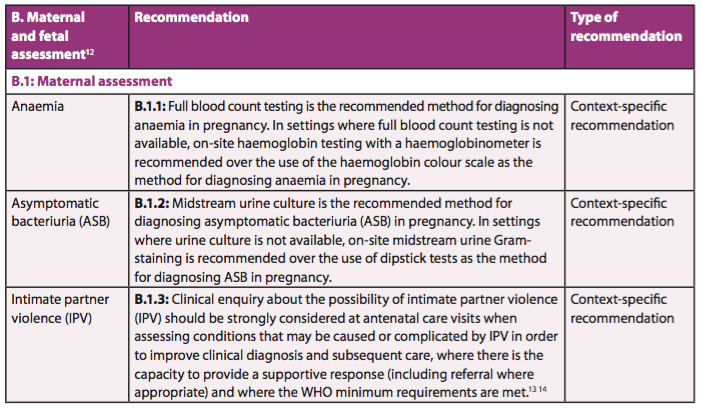 B. Maternal and fetal assessment¹²
Recommendation
Type of recommendation
B.1: Maternal assessment
Anaemia
B.1.1: Full blood count testing is the recommended method for diagnosing
anaemia in pregnancy. In settings where full blood count testing is not
available, on-site haemoglobin testing with a haemoglobinometer is
recommended over the use of the haemoglobin colour scale as the
method for diagnosing anaemia in pregnancy.
Context-specific
recommendation
Asymptomatic
bacteriuria (ASB)
B.1.2: Midstream urine culture is the recommended method for
diagnosing asymptomatic bacteriuria (ASB) in pregnancy. In settings
where urine culture is not available, on-site midstream urine Gram-
staining is recommended over the use of dipstick tests as the method
for diagnosing ASB in pregnancy.
Context-specific
recommendation
Intimate partner
violence (IPV)
B.1.3: Clinical enquiry about the possibility of intimate partner violence
(IPV) should be strongly considered at antenatal care visits when
assessing conditions that may be caused or complicated by IPV in order
to improve clinical diagnosis and subsequent care, where there is the
capacity to provide a supportive response (including referral where
appropriate) and where the WHO minimum requirements are met.¹³ ¹⁴
Context-specific
recommendation